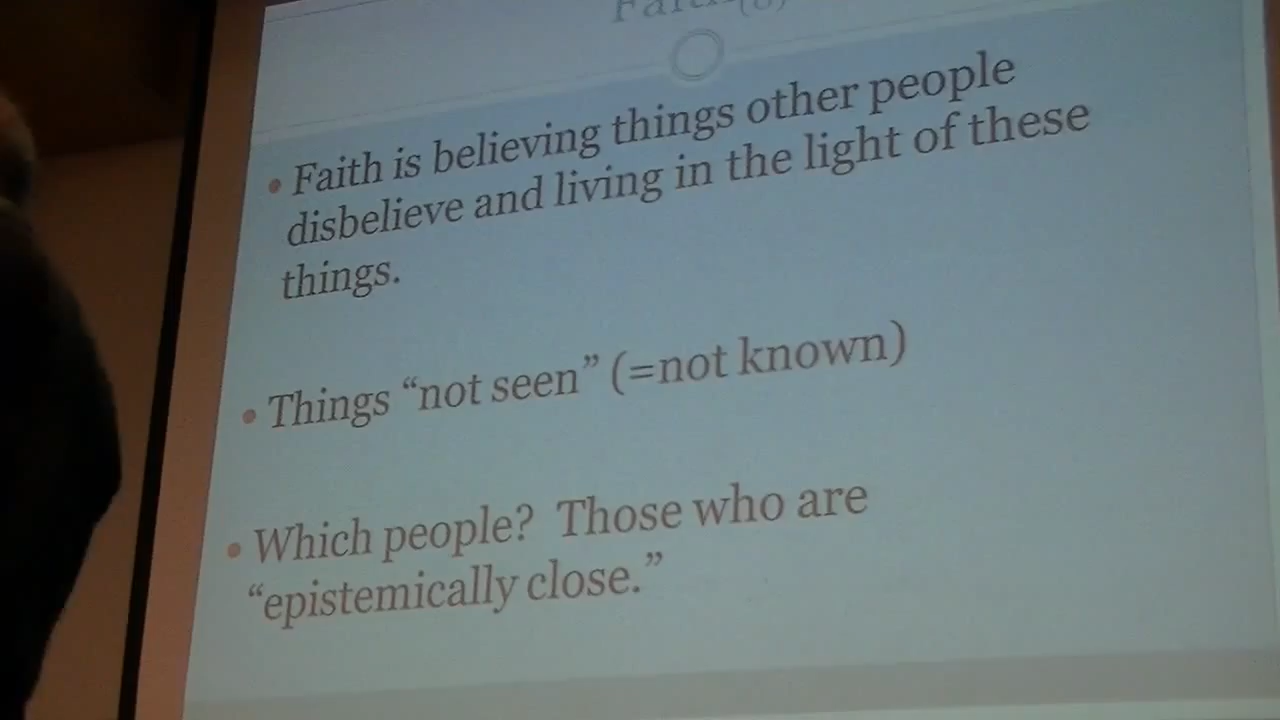 • Faith is believing things other people
disbelieve and living in the light of these
things.
• Things “not seen” (=not known)
• Which people?  Those who are
“epistemically close.”